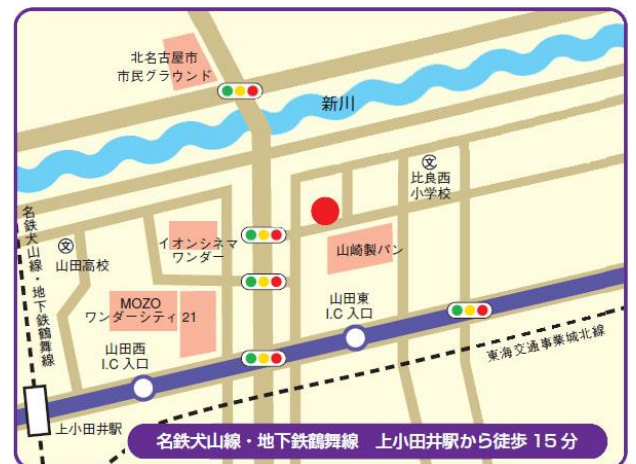 北名古屋市
市民グラウンド
新川
文
比良西
小学校
名鉄犬山線・地下鉄鶴舞線
文
山田高校
イオンシネマ
ワンダー
山崎製パン
MOZO
ワンダーシティ 21
山田東
I.C 入口
山田西
I.C 入口
東海交通事業城北線
上小田井駅
名鉄犬山線・地下鉄鶴舞線 上小田井駅から徒歩 15 分